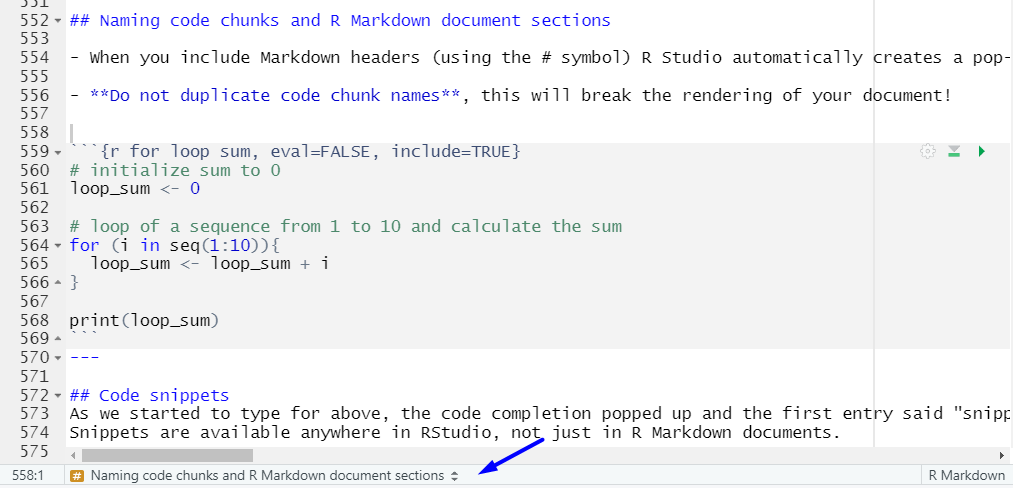 551
552 ## Naming code chunks and R Markdown document sections
553
554 - When you include Markdown headers (using the # symbol) R Studio automatically creates a pop-
555
556 - **Do not duplicate code chunk names**, this will break the rendering of your document!
557
558
559 ```{r for loop sum, eval=FALSE, include=TRUE}
560 # initialize sum to 0
561 loop_sum <- 0
562
563 # loop of a sequence from 1 to 10 and calculate the sum
564 for (i in seq(1:10)){
565 loop_sum <- loop_sum + i
566 }
567
568 print(loop_sum)
569 ```
570 ---
571
572 ## Code snippets
573 As we started to type for above, the code completion popped up and the first entry said "snipp
574 Snippets are available anywhere in RStudio, not just in R Markdown documents.
575
558:1 # Naming code chunks and R Markdown document sections R Markdown